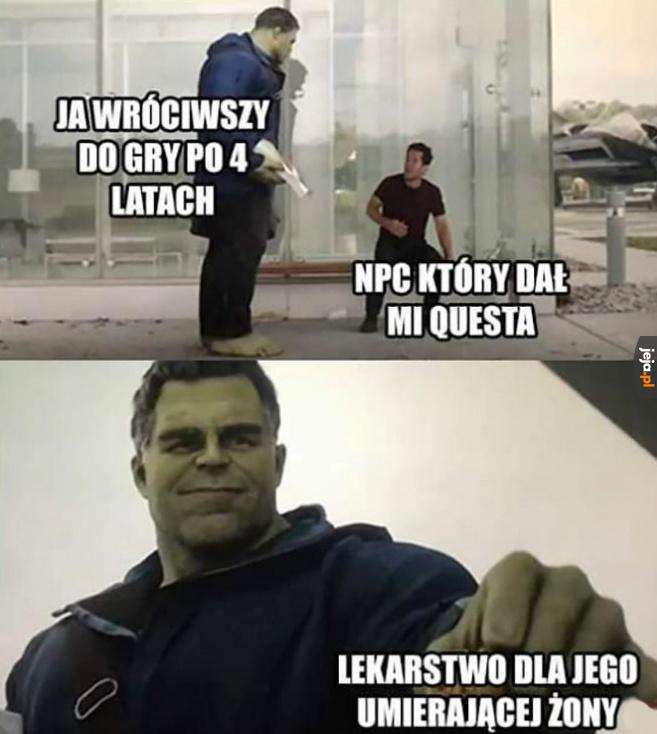 JA WRÓCIWSZY
DO GRY PO 4
LATACH
NPC KTÓRY DAŁ
MI QUESTA
jeja.pl
LEKARSTWO DLA JEGO
UMIERAJĄCEJ ŻONY